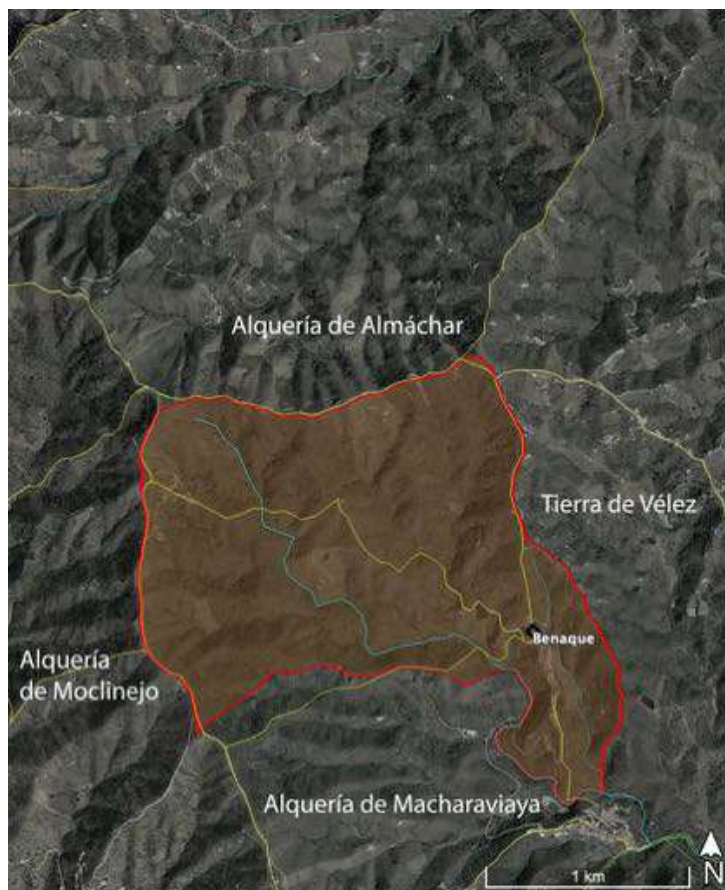 Alquería de Almáchar
Tierra de Vélez
Benaque
Alquería
de Moclinejo
Alquería de Macharaviaya
1 km
N